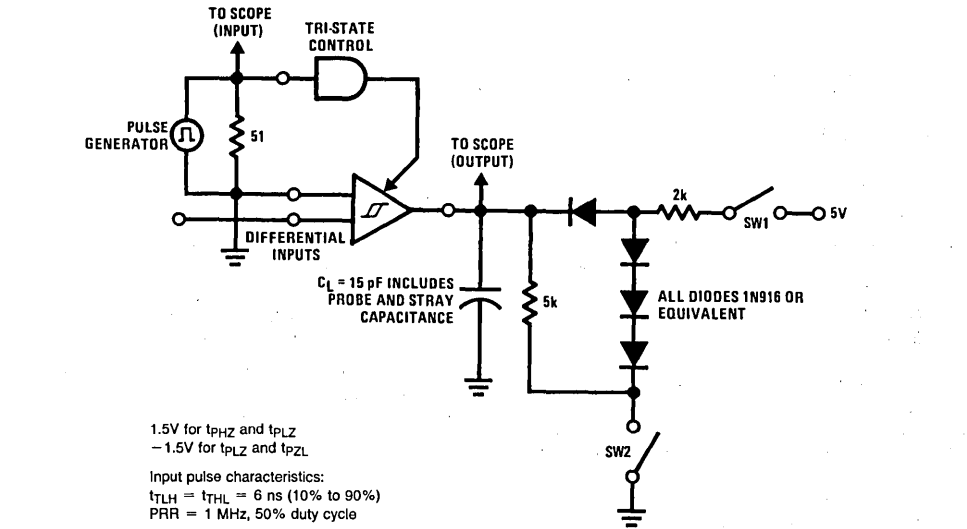 TO SCOPE
(INPUT)
TRI-STATE
CONTROL
PULSE
GENERATOR
51
TO SCOPE
(OUTPUT)
DIFFERENTIAL
INPUTS
2k
SW1
5V
CL = 15 pF INCLUDES
PROBE AND STRAY
CAPACITANCE
5k
ALL DIODES 1N916 OR
EQUIVALENT
SW2
1.5V for tPHZ and tPLZ
−1.5V for tPLZ and tPZL
Input pulse characteristics:
tTLH = tTHL = 6 ns (10% to 90%)
PRR = 1 MHz, 50% duty cycle